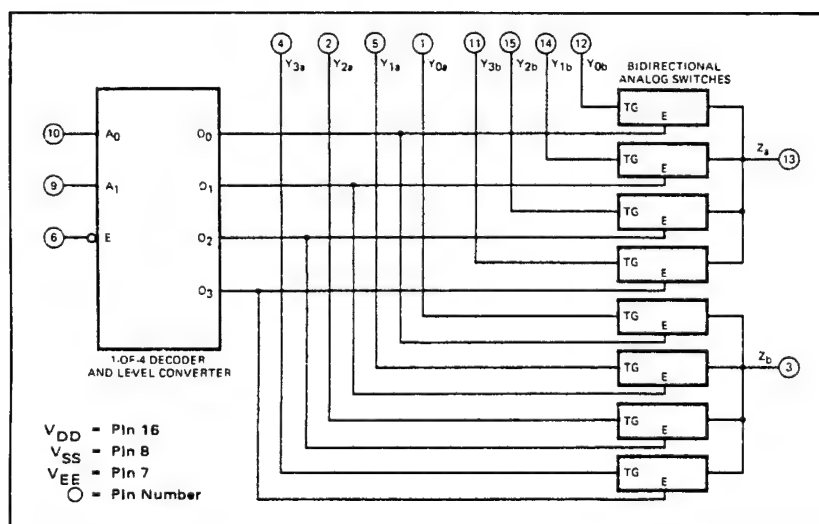 4 2 5 1 11 15 14 12
Y3a Y2a Y1a Y0a Y3b Y2b Y1b Y0b
BIDIRECTIONAL
ANALOG SWITCHES
TG E
10 A0 O0
Za 13
TG E
9 A1 O1
TG E
6 E O2
TG E
O3
TG E
1-OF-4 DECODER
AND LEVEL CONVERTER
TG E
Zb 3
TG E
TG E
VDD = Pin 16
VSS = Pin 8
VEE = Pin 7
○ = Pin Number